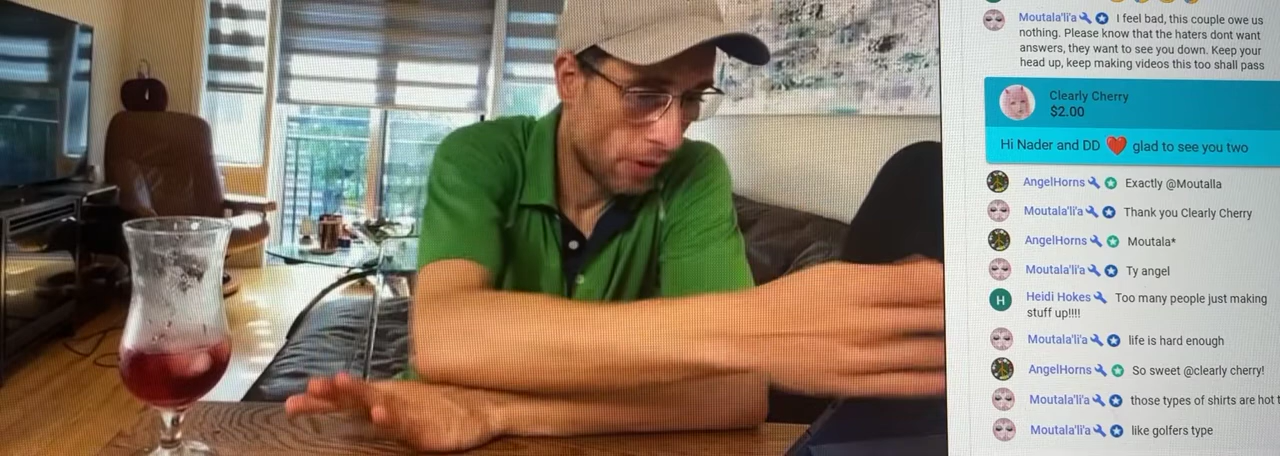 Moutala'li'a I feel bad, this couple owe us
nothing. Please know that the haters dont want
answers, they want to see you down. Keep your
head up, keep making videos this too shall pass
Clearly Cherry
$2.00
Hi Nader and DD ❤️ glad to see you two
AngelHorns Exactly @Moutalla
Moutala'li'a Thank you Clearly Cherry
AngelHorns Moutala*
Moutala'li'a Ty angel
H Heidi Hokes Too many people just making
stuff up!!!!
Moutala'li'a life is hard enough
AngelHorns So sweet @clearly cherry!
Moutala'li'a those types of shirts are hot t
Moutala'li'a like golfers type